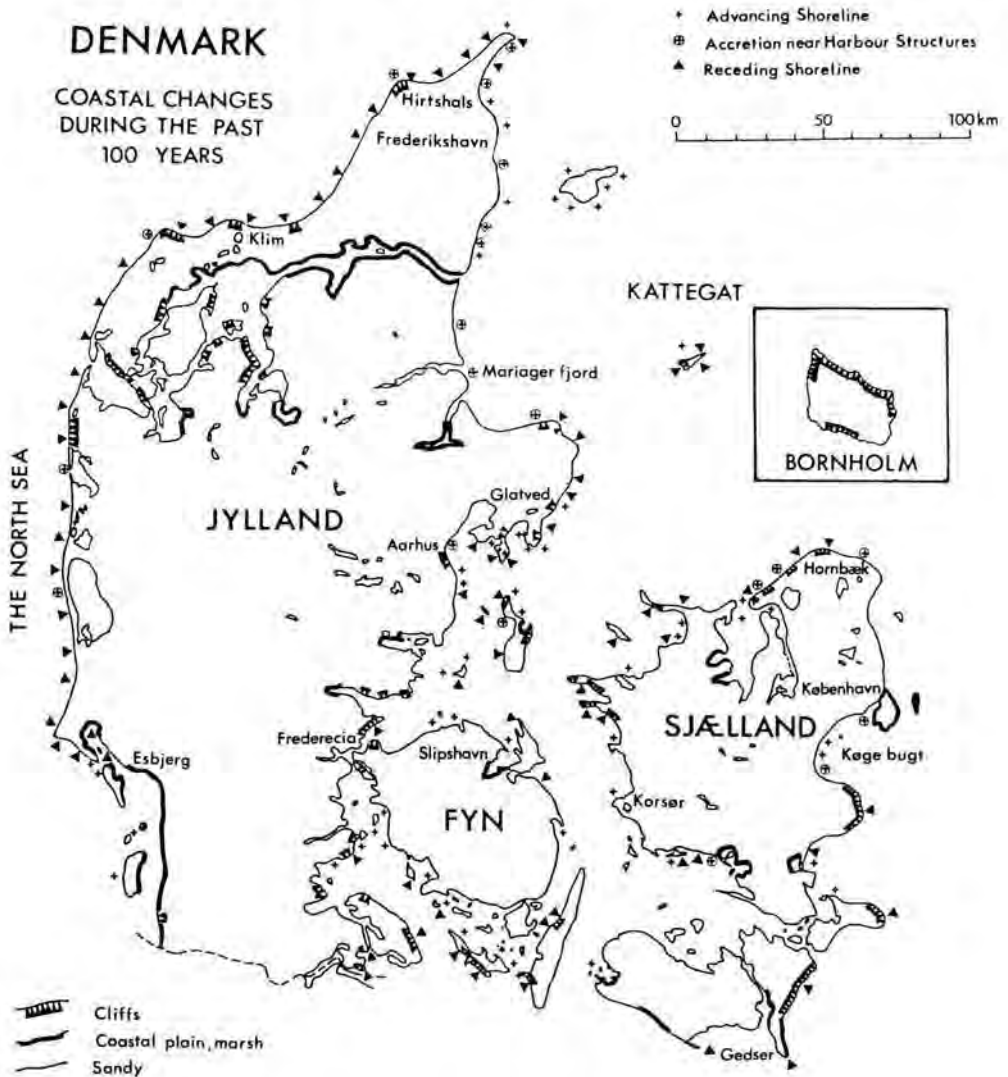 DENMARK
COASTAL CHANGES
DURING THE PAST
100 YEARS
Advancing Shoreline
Accretion near Harbour Structures
Receding Shoreline
0 50 100 km
Hirtshals
Frederikshavn
Klim
KATTEGAT
Mariager fjord
BORNHOLM
THE NORTH SEA
JYLLAND
Glatved
Aarhus
Hornbæk
København
SJÆLLAND
Køge bugt
Frederecia
Slipshavn
Esbjerg
FYN
Korsør
Gedser
Cliffs
Coastal plain, marsh
Sandy